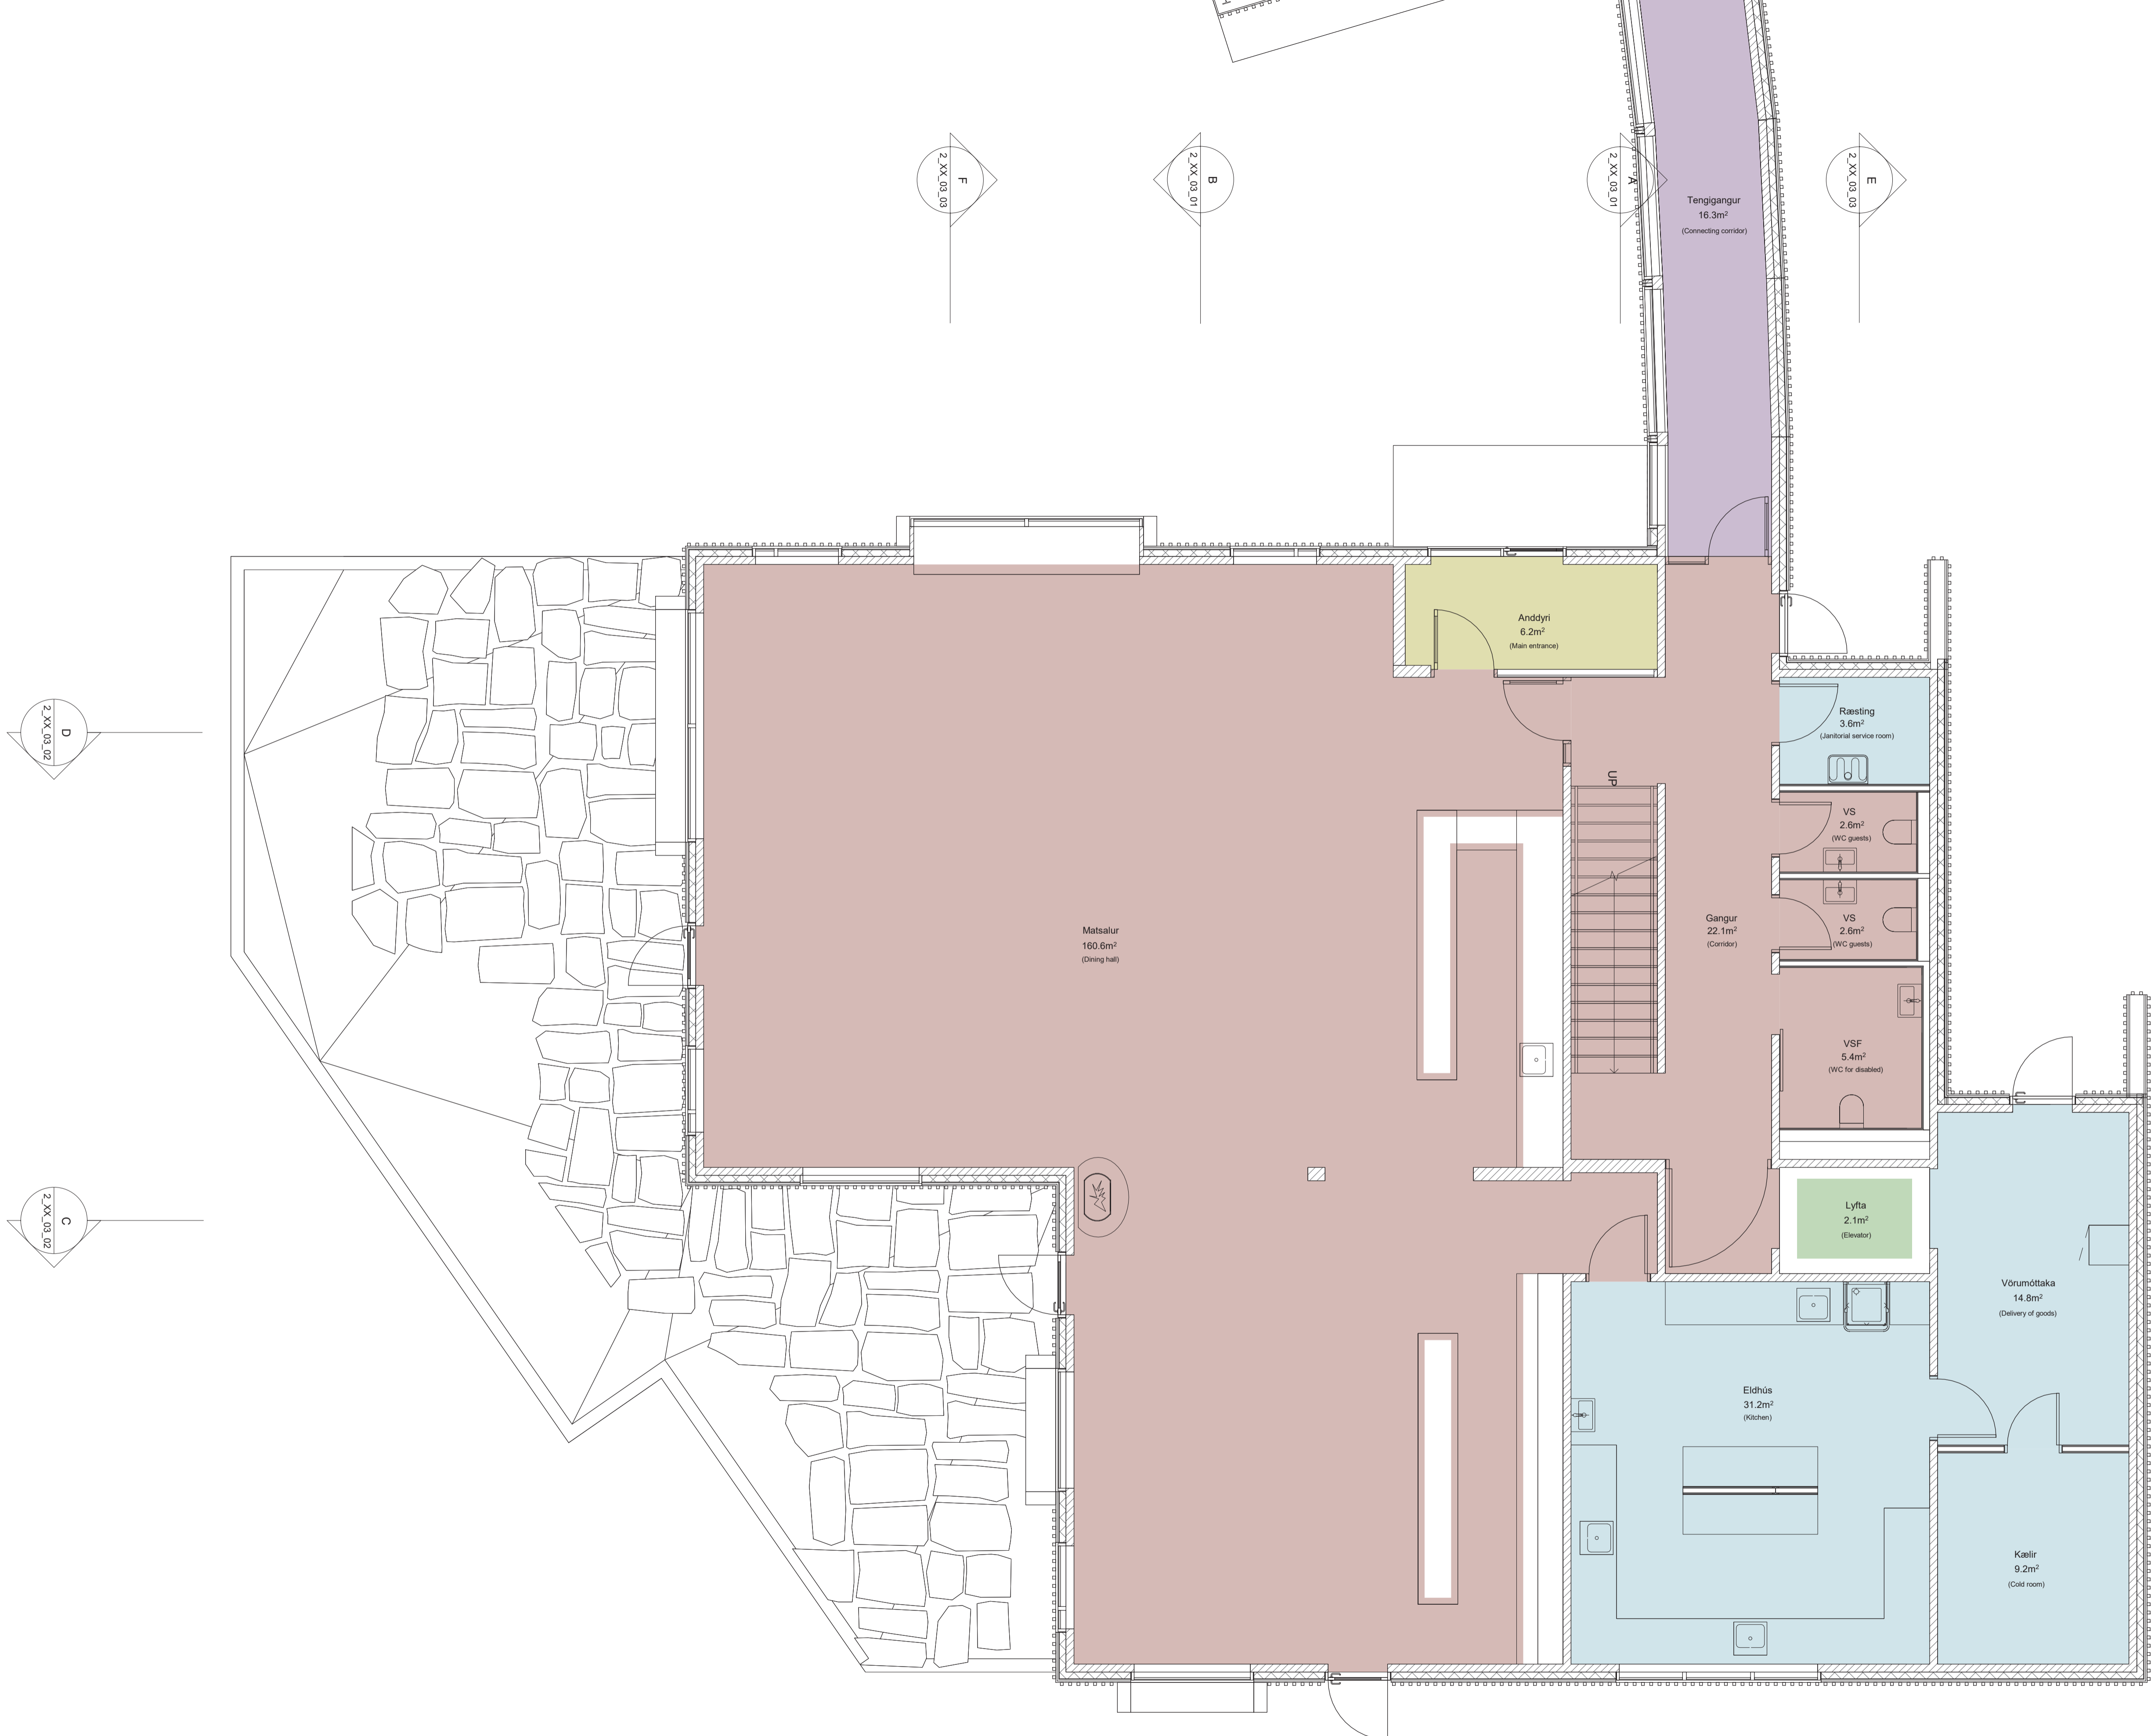 F
2_XX_03_03
B
2_XX_03_01
A
2_XX_03_01
E
2_XX_03_03
Tengigangur
16.3m²
(Connecting corridor)
Anddyri
6.2m²
(Main entrance)
D
2_XX_03_02
Ræsting
3.6m²
(Janitorial service room)
UP
VS
2.6m²
(WC guests)
Matsalur
160.6m²
(Dining hall)
Gangur
22.1m²
(Corridor)
VS
2.6m²
(WC guests)
VSF
5.4m²
(WC for disabled)
C
2_XX_03_02
Lyfta
2.1m²
(Elevator)
Vörumóttaka
14.8m²
(Delivery of goods)
Eldhús
31.2m²
(Kitchen)
Kælir
9.2m²
(Cold room)